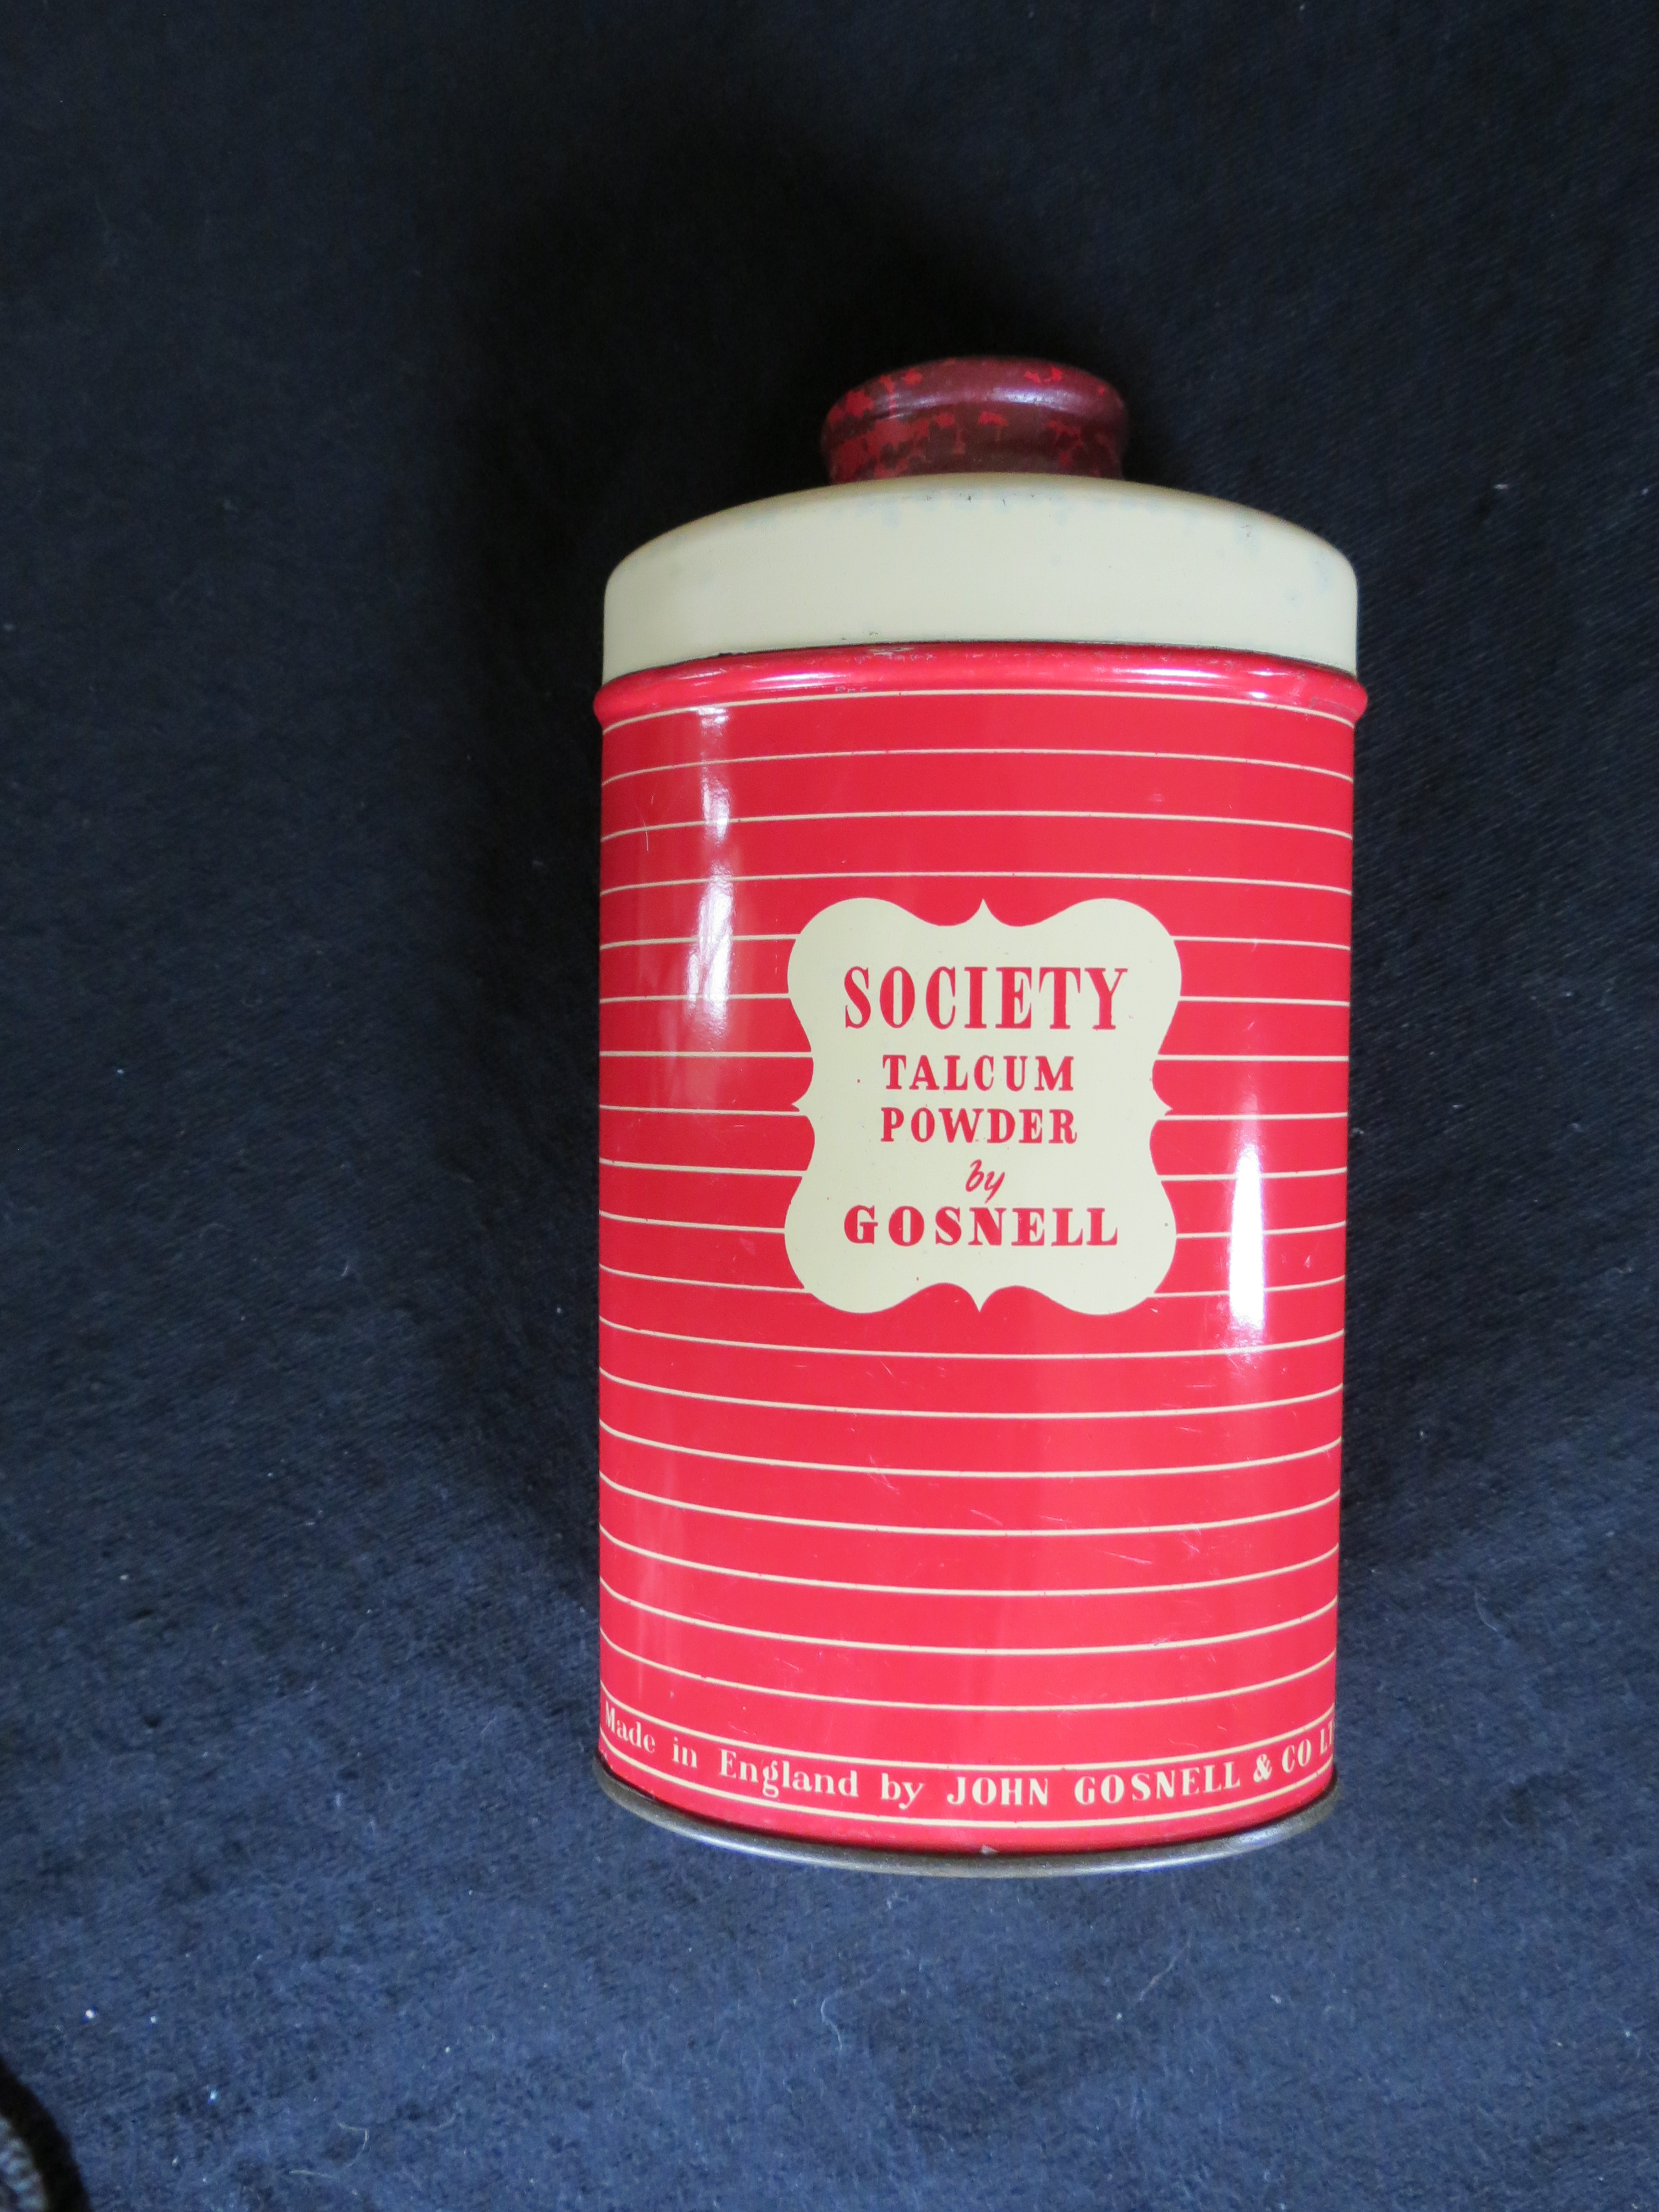 SOCIETY
TALCUM
POWDER
by
GOSNELL
Made in England by JOHN GOSNELL & CO